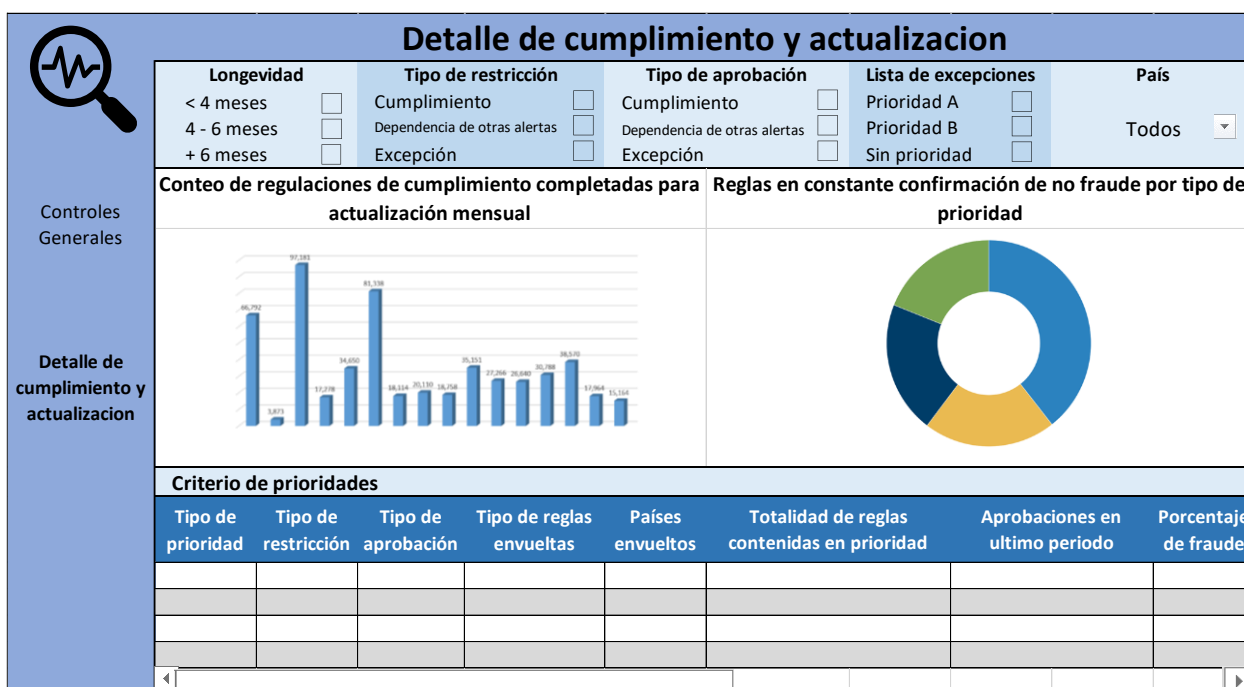 Detalle de cumplimiento y actualizacion
Longevidad
< 4 meses
4 - 6 meses
+ 6 meses
Tipo de restricción
Cumplimiento
Dependencia de otras alertas
Excepción
Tipo de aprobación
Cumplimiento
Dependencia de otras alertas
Excepción
Lista de excepciones
Prioridad A
Prioridad B
Sin prioridad
País
Todos
Controles
Generales
Detalle de
cumplimiento y
actualizacion
Conteo de regulaciones de cumplimiento completadas para
actualización mensual
66,792
3,873
97,181
17,278
34,650
81,338
18,114
20,110
18,758
35,151
27,266
26,640
30,788
38,570
17,964
15,164
Reglas en constante confirmación de no fraude por tipo de
prioridad
Criterio de prioridades
Tipo de
prioridad
Tipo de
restricción
Tipo de
aprobación
Tipo de reglas
envueltas
Países
envueltos
Totalidad de reglas
contenidas en prioridad
Aprobaciones en
ultimo periodo
Porcentaje
de fraude